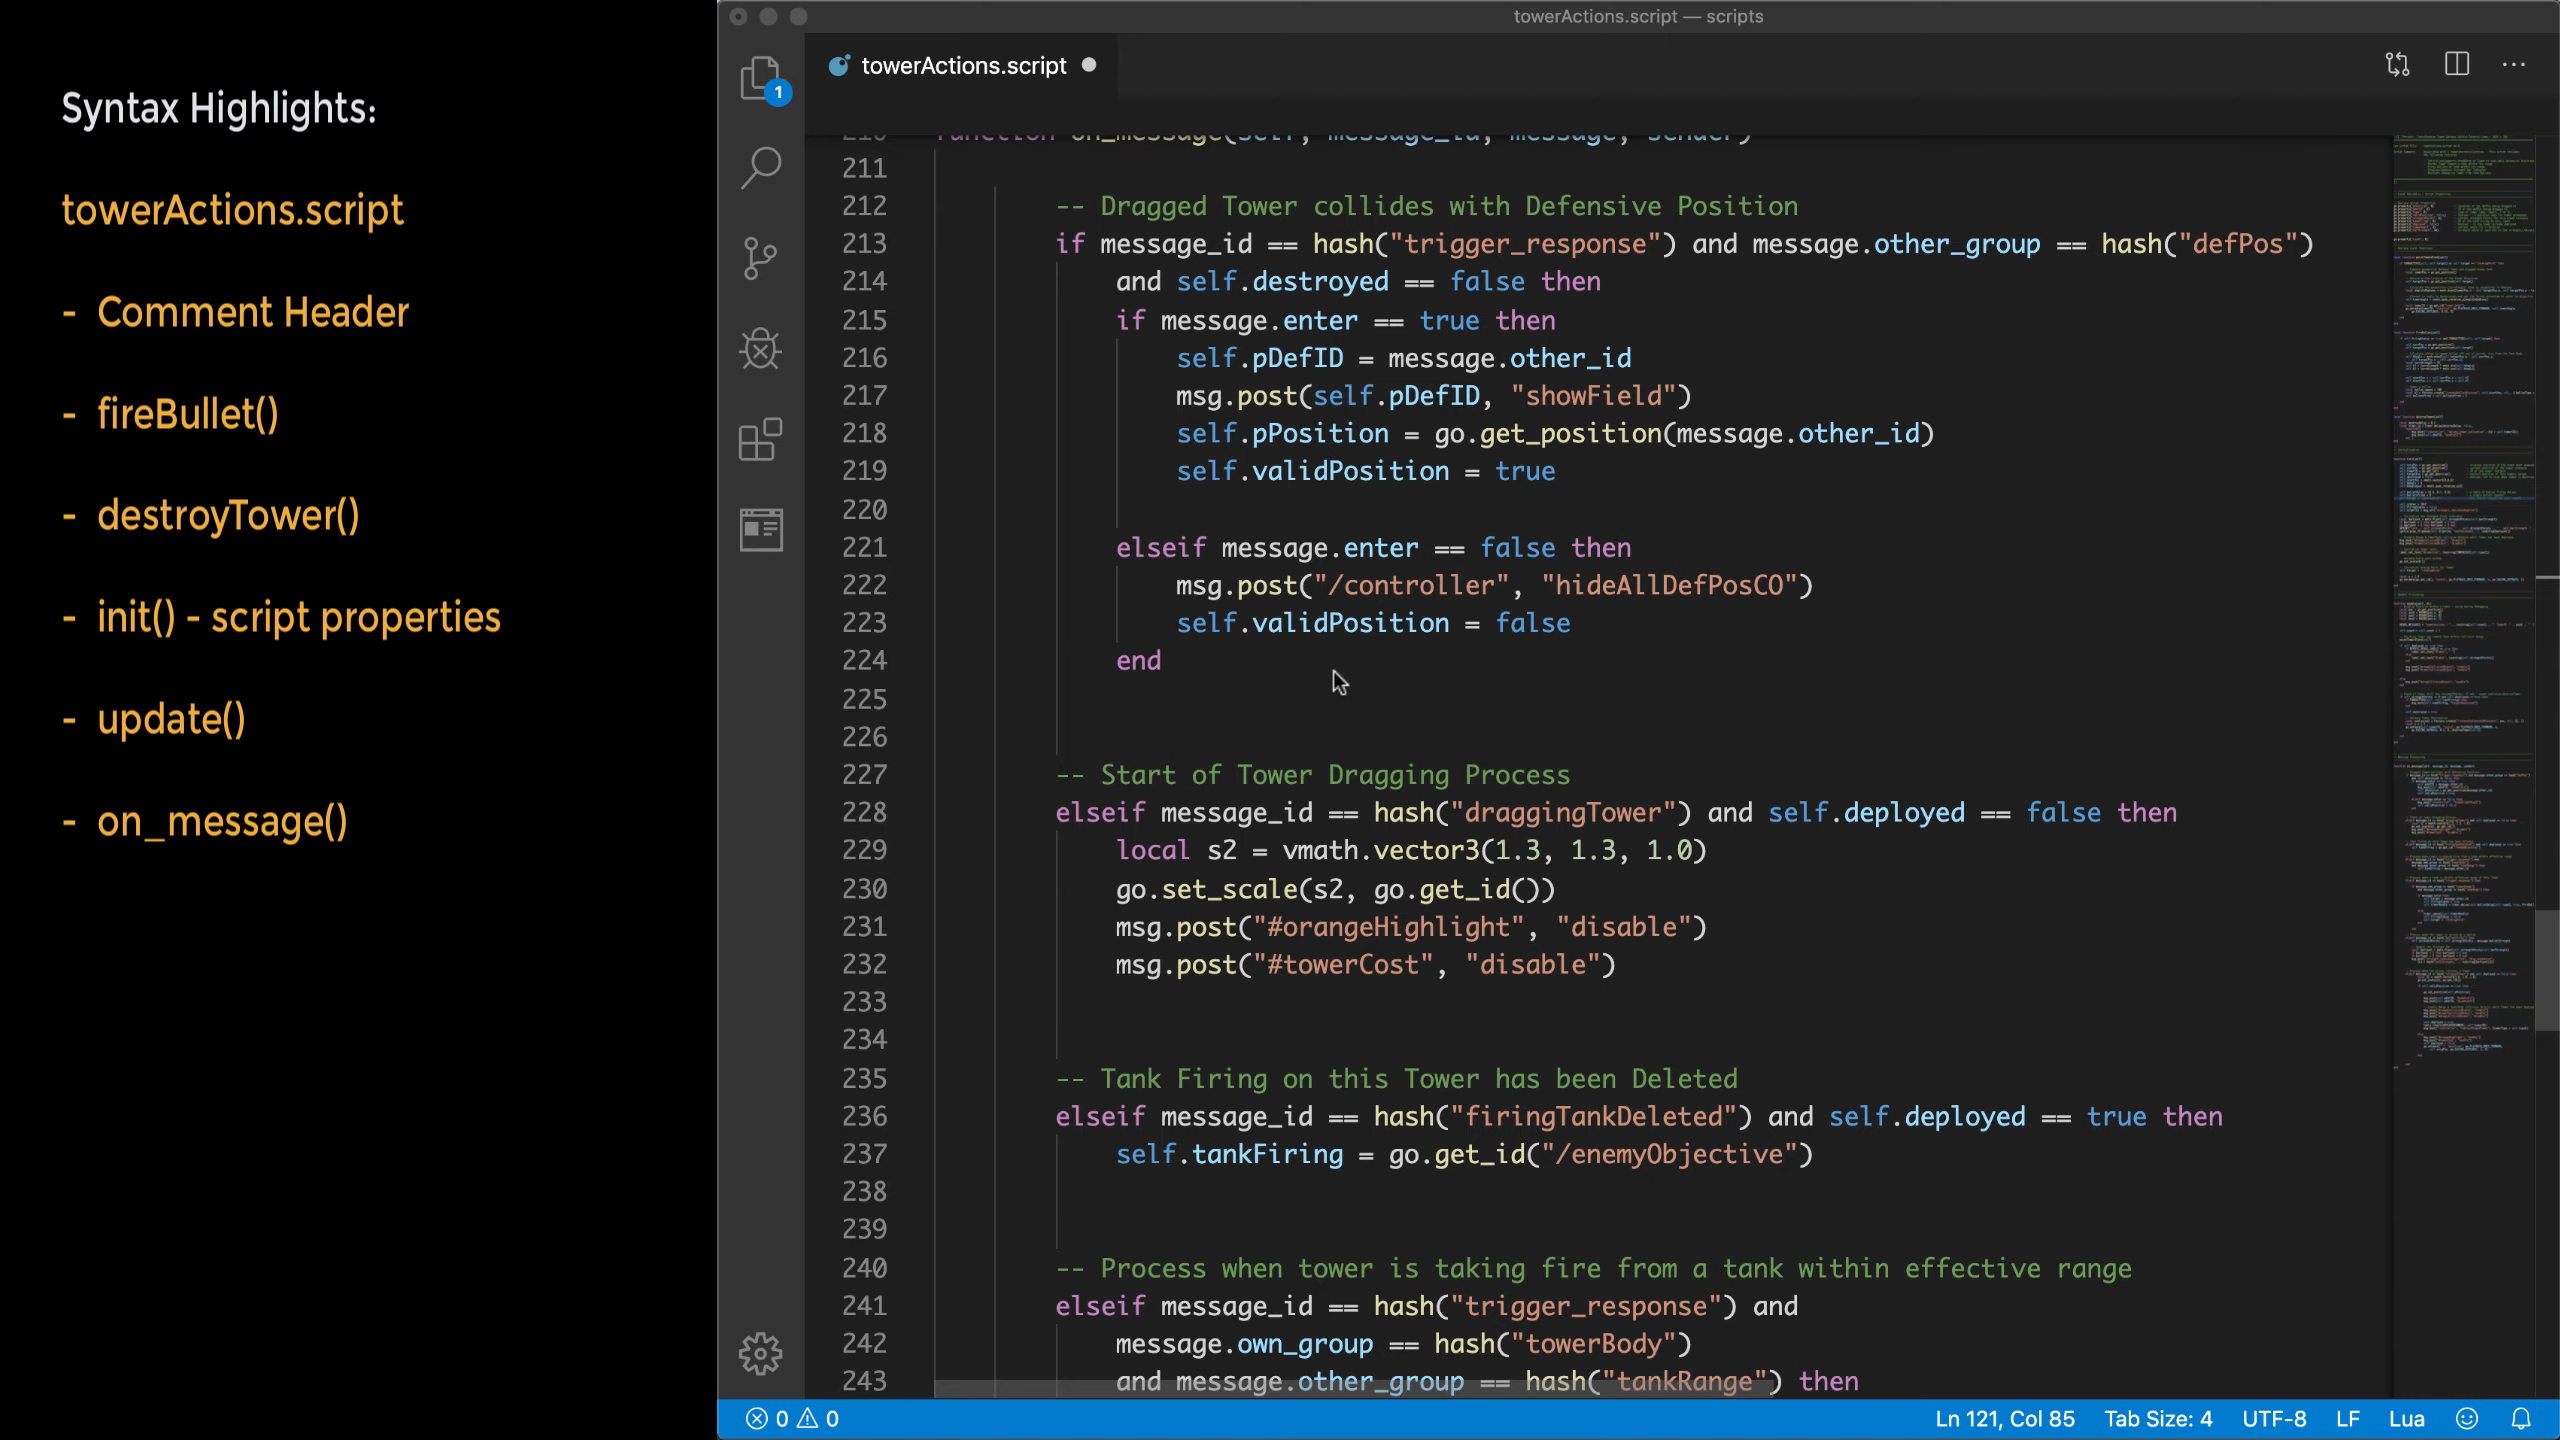 Syntax Highlights:
towerActions.script
- Comment Header
- fireBullet()
- destroyTower()
- init() - script properties
- update()
- on_message()
towerActions.script — scripts
1
towerActions.script
210 function on_message(self, message_id, message, sender)
211
212 -- Dragged Tower collides with Defensive Position
213 if message_id == hash("trigger_response") and message.other_group == hash("defPos")
214 and self.destroyed == false then
215 if message.enter == true then
216 self.pDefID = message.other_id
217 msg.post(self.pDefID, "showField")
218 self.pPosition = go.get_position(message.other_id)
219 self.validPosition = true
220
221 elseif message.enter == false then
222 msg.post("/controller", "hideAllDefPosCO")
223 self.validPosition = false
224 end
225
226
227 -- Start of Tower Dragging Process
228 elseif message_id == hash("draggingTower") and self.deployed == false then
229 local s2 = vmath.vector3(1.3, 1.3, 1.0)
230 go.set_scale(s2, go.get_id())
231 msg.post("#orangeHighlight", "disable")
232 msg.post("#towerCost", "disable")
233
234
235 -- Tank Firing on this Tower has been Deleted
236 elseif message_id == hash("firingTankDeleted") and self.deployed == true then
237 self.tankFiring = go.get_id("/enemyObjective")
238
239
240 -- Process when tower is taking fire from a tank within effective range
241 elseif message_id == hash("trigger_response") and
242 message.own_group == hash("towerBody")
243 and message.other_group == hash("tankRange") then
0 0 Ln 121, Col 85 Tab Size: 4 UTF-8 LF Lua